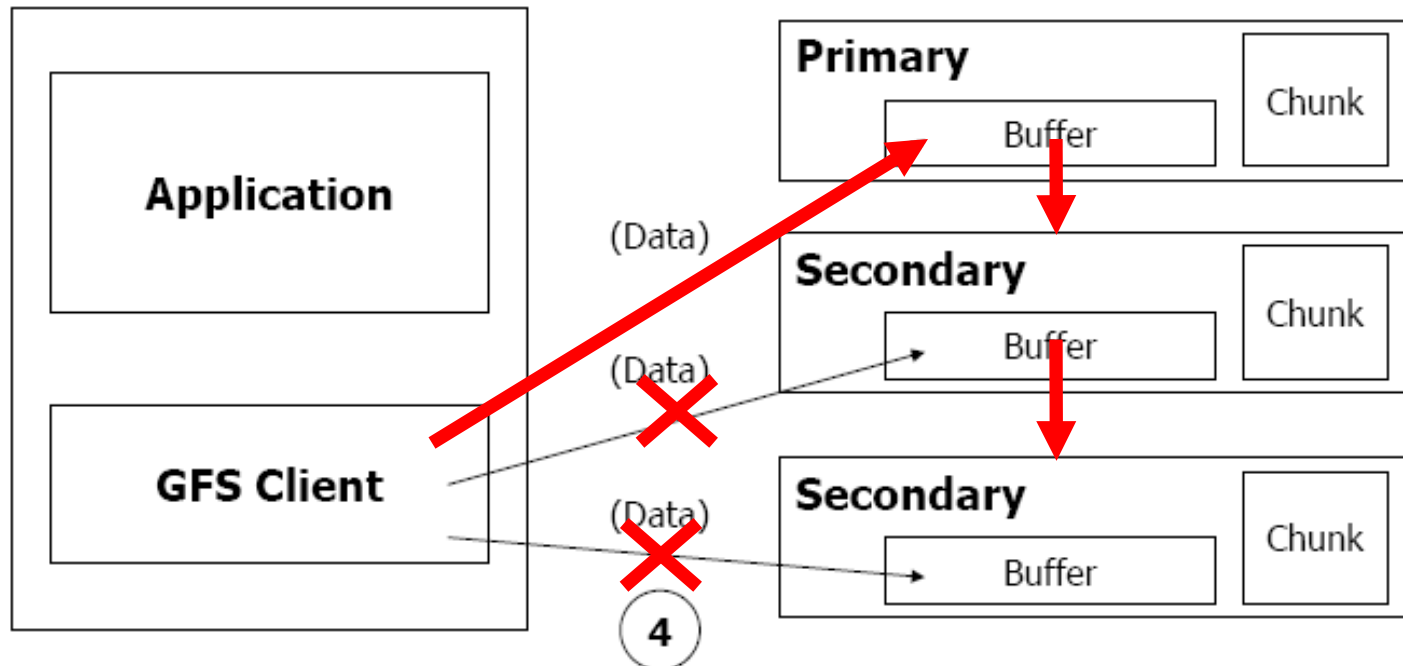 Application
GFS Client
(Data)
(Data)
(Data)
4
Primary
Buffer
Chunk
Secondary
Buffer
Chunk
Secondary
Buffer
Chunk